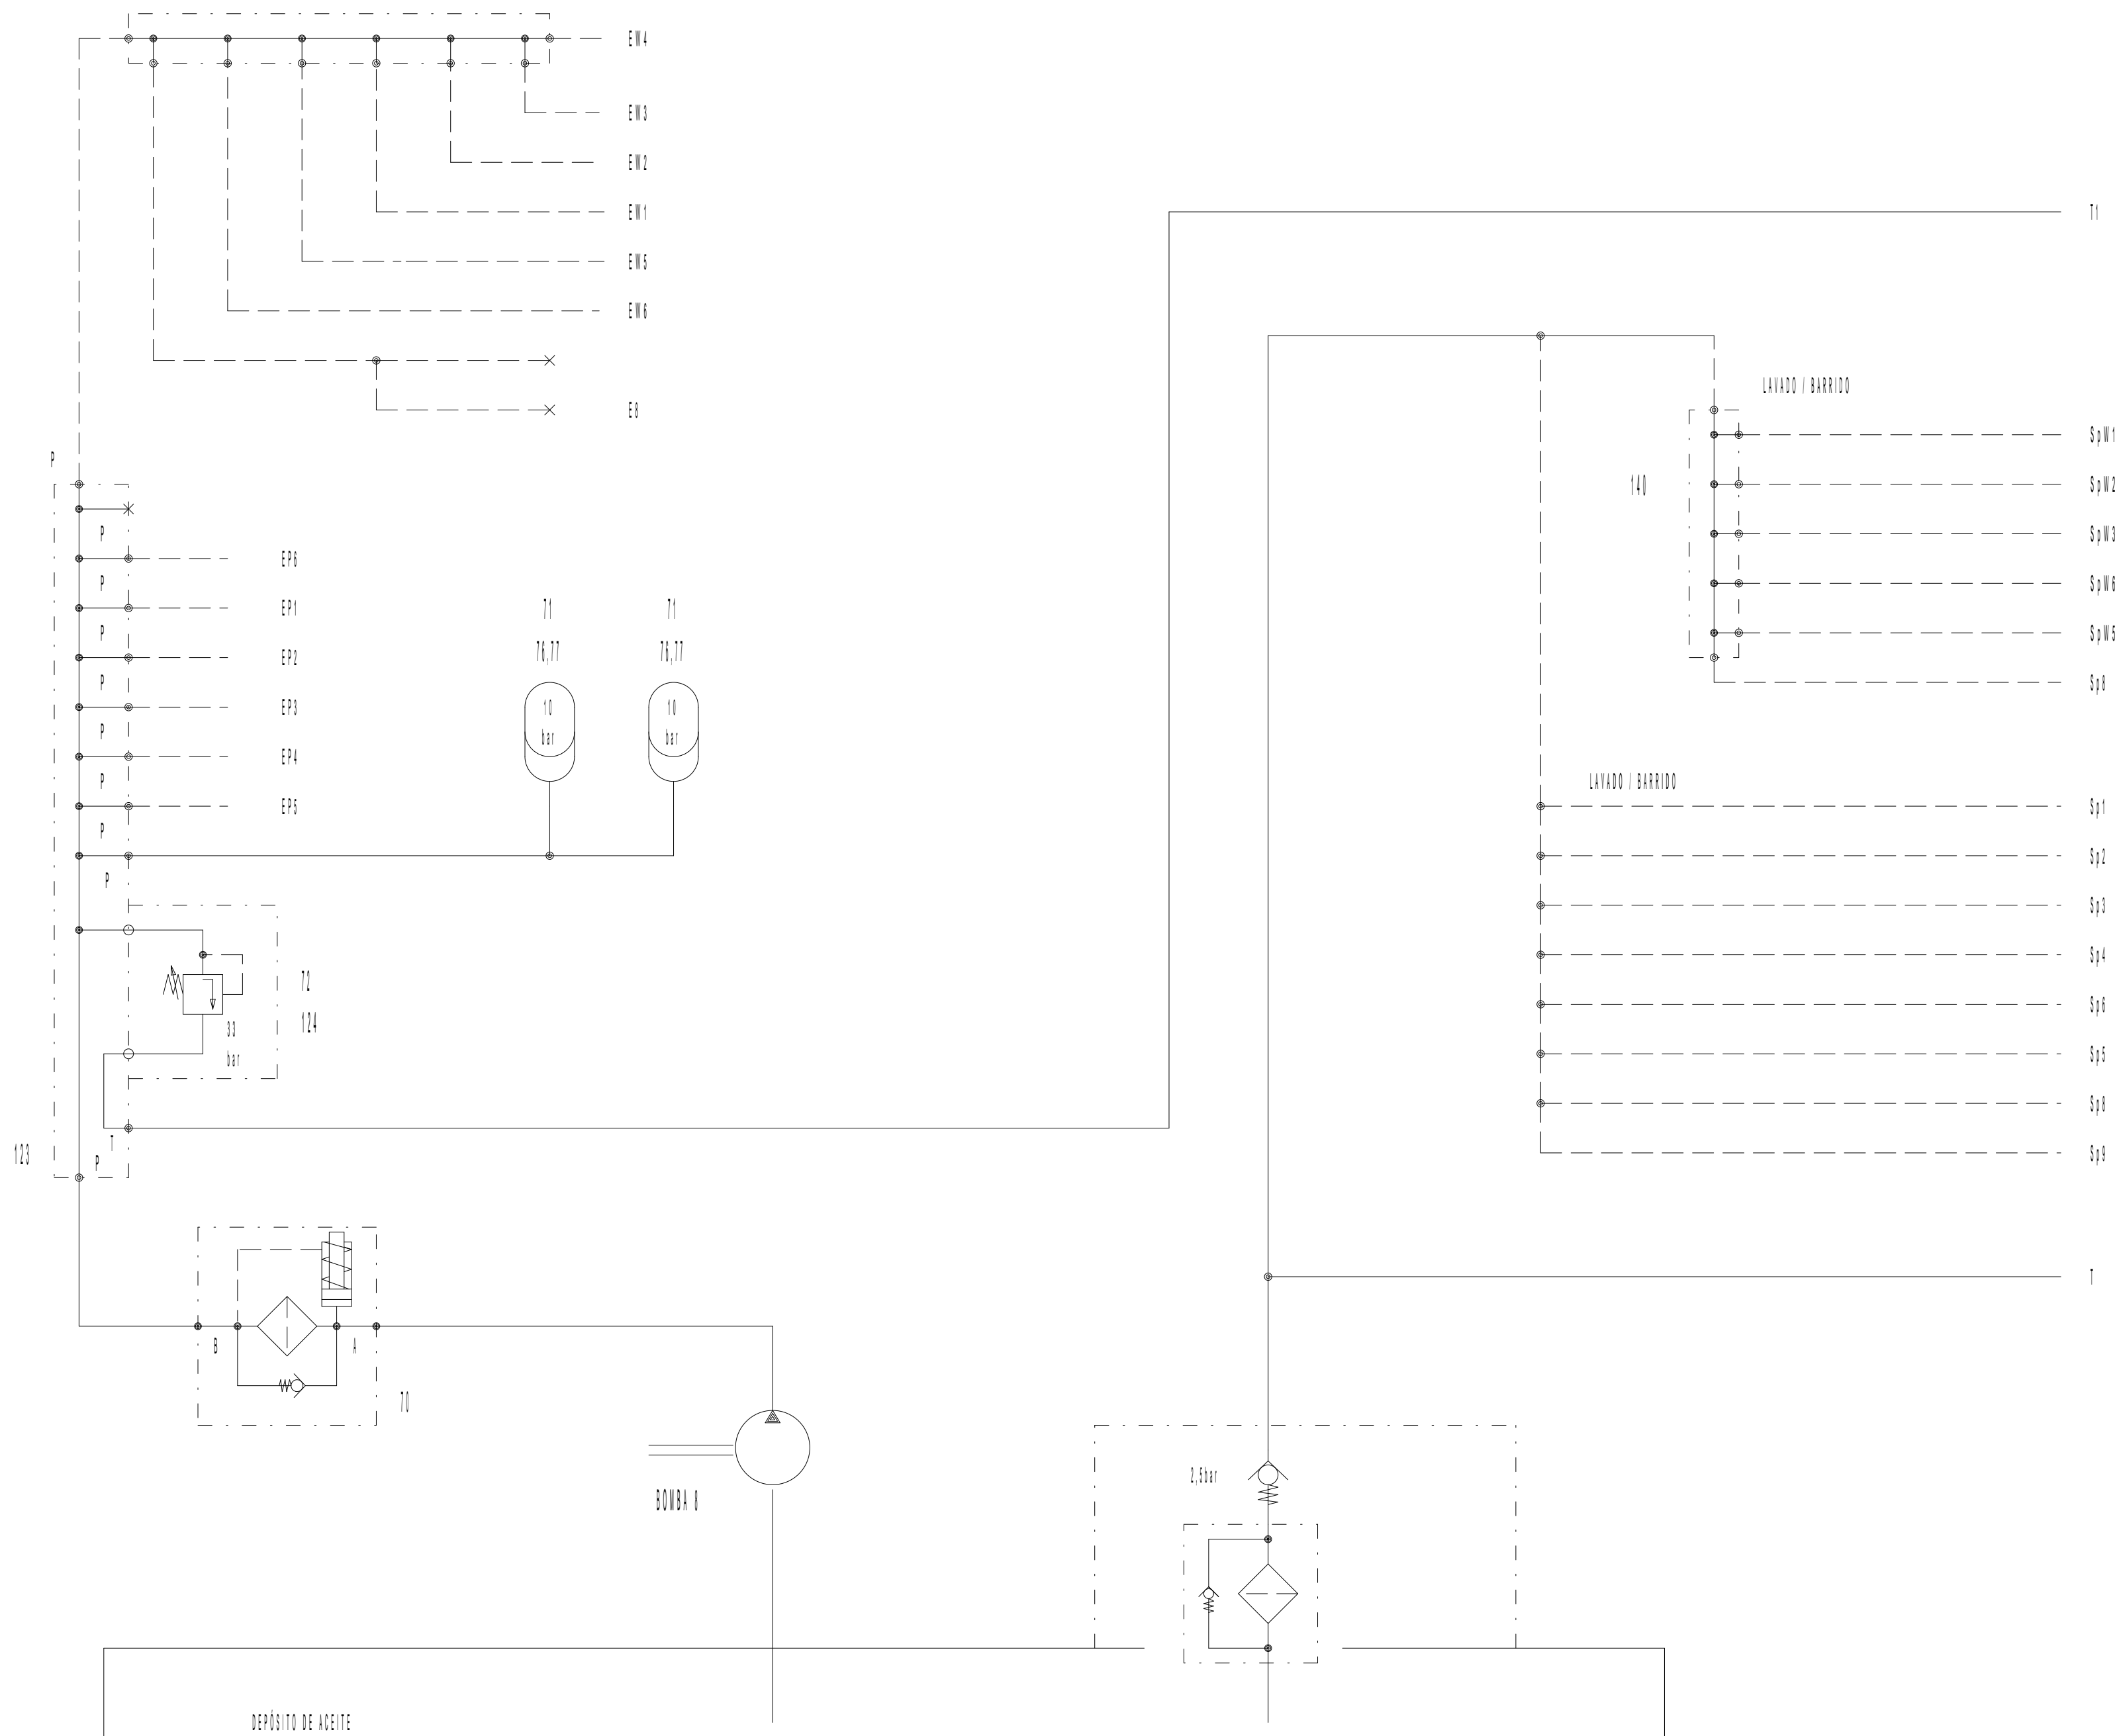 EW4
EW3
EW2
EW1
T1
EW5
EW6
LAVADO / BARRIDO
E8
SpW1
P
140
SpW2
P
SpW3
EP6
P
SpW6
EP1
71
71
P
SpW5
EP2
76,77
76,77
P
Sp8
EP3
10
bar
10
bar
P
EP4
P
LAVADO / BARRIDO
EP5
Sp1
P
Sp2
P
Sp3
Sp4
72
Sp6
124
33
bar
Sp5
Sp8
T
123
P
Sp9
T
B
A
70
2,5bar
BOMBA 8
DEPÓSITO DE ACEITE